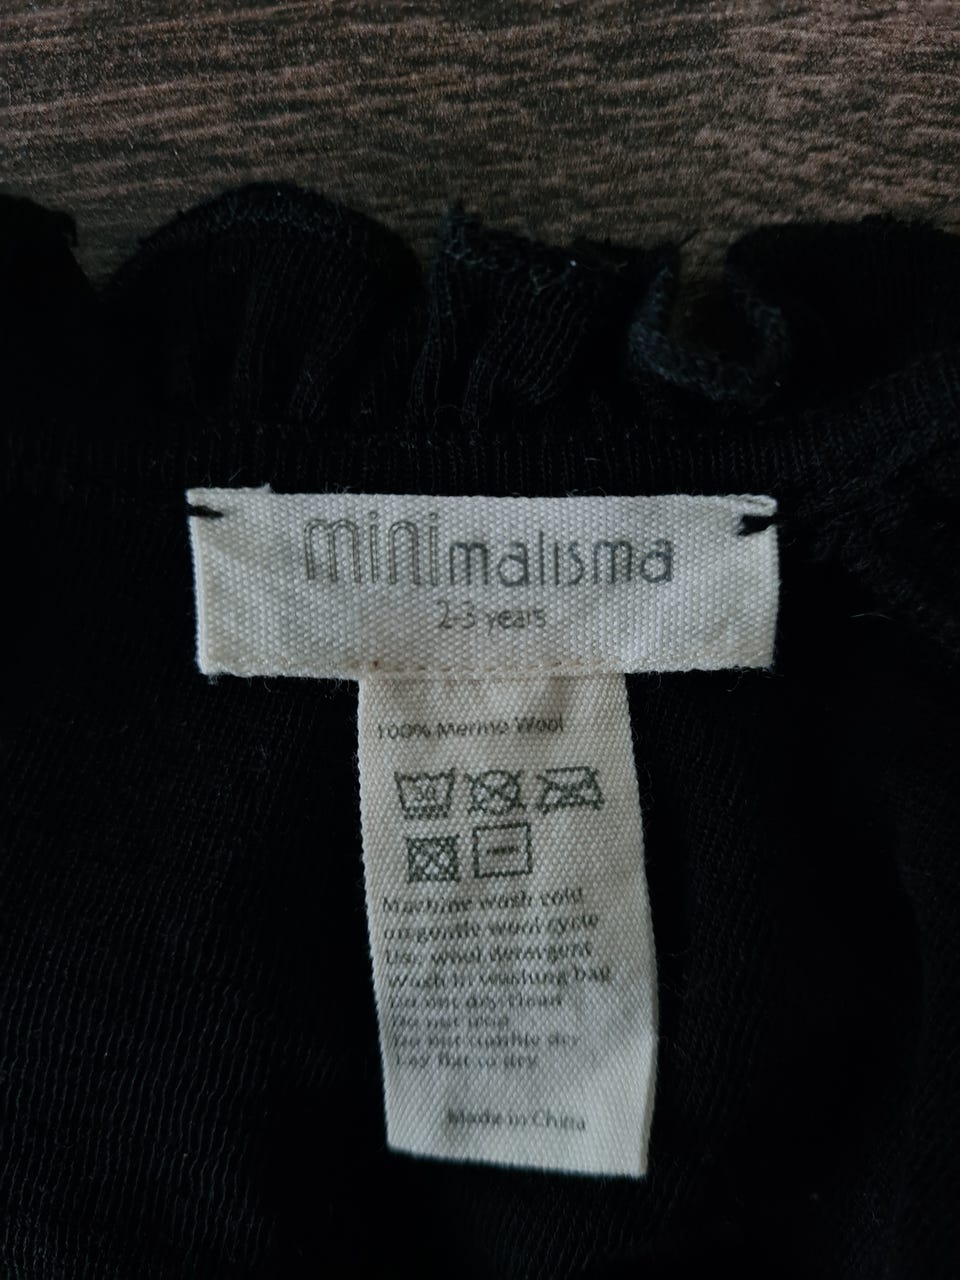 MINImalisma
2-3 years
100% Merino Wool
30
Machine wash cold
on gentle wool cycle
Use wool detergent
Wash in washing bag
Do not dry clean
Do not iron
Do not tumble dry
Lay flat to dry
Made in China